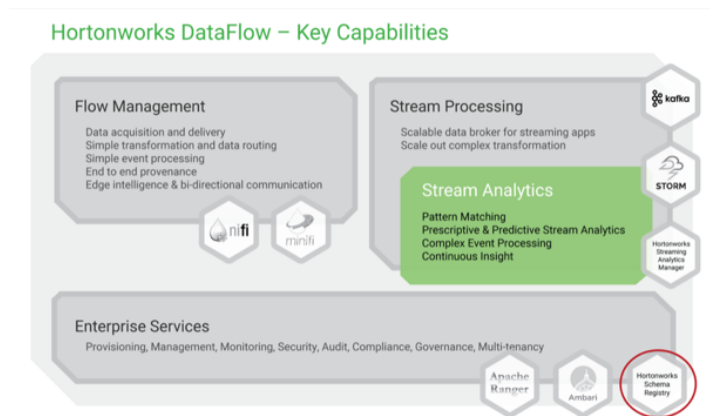 Hortonworks DataFlow – Key Capabilities
Flow Management
Data acquisition and delivery
Simple transformation and data routing
Simple event processing
End to end provenance
Edge intelligence & bi-directional communication
nifi
minifi
Stream Processing
Scalable data broker for streaming apps
Scale out complex transformation
Stream Analytics
Pattern Matching
Prescriptive & Predictive Stream Analytics
Complex Event Processing
Continuous Insight
kafka
STORM
Hortonworks
Streaming
Analytics
Manager
Enterprise Services
Provisioning, Management, Monitoring, Security, Audit, Compliance, Governance, Multi-tenancy
Apache
Ranger
Ambari
Hortonworks
Schema
Registry